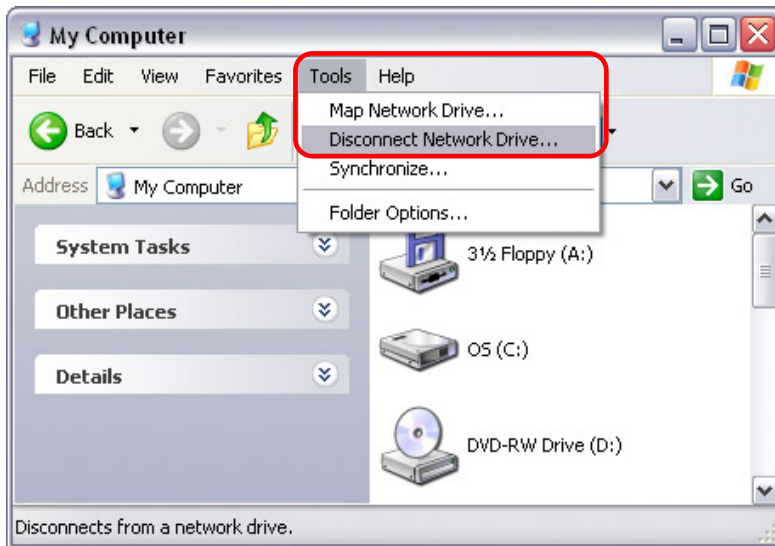 My Computer
File Edit View Favorites Tools Help
Map Network Drive...
Back
Disconnect Network Drive...
Synchronize...
Address My Computer Go
Folder Options...
System Tasks
3½ Floppy (A:)
Other Places
OS (C:)
Details
DVD-RW Drive (D:)
Disconnects from a network drive.